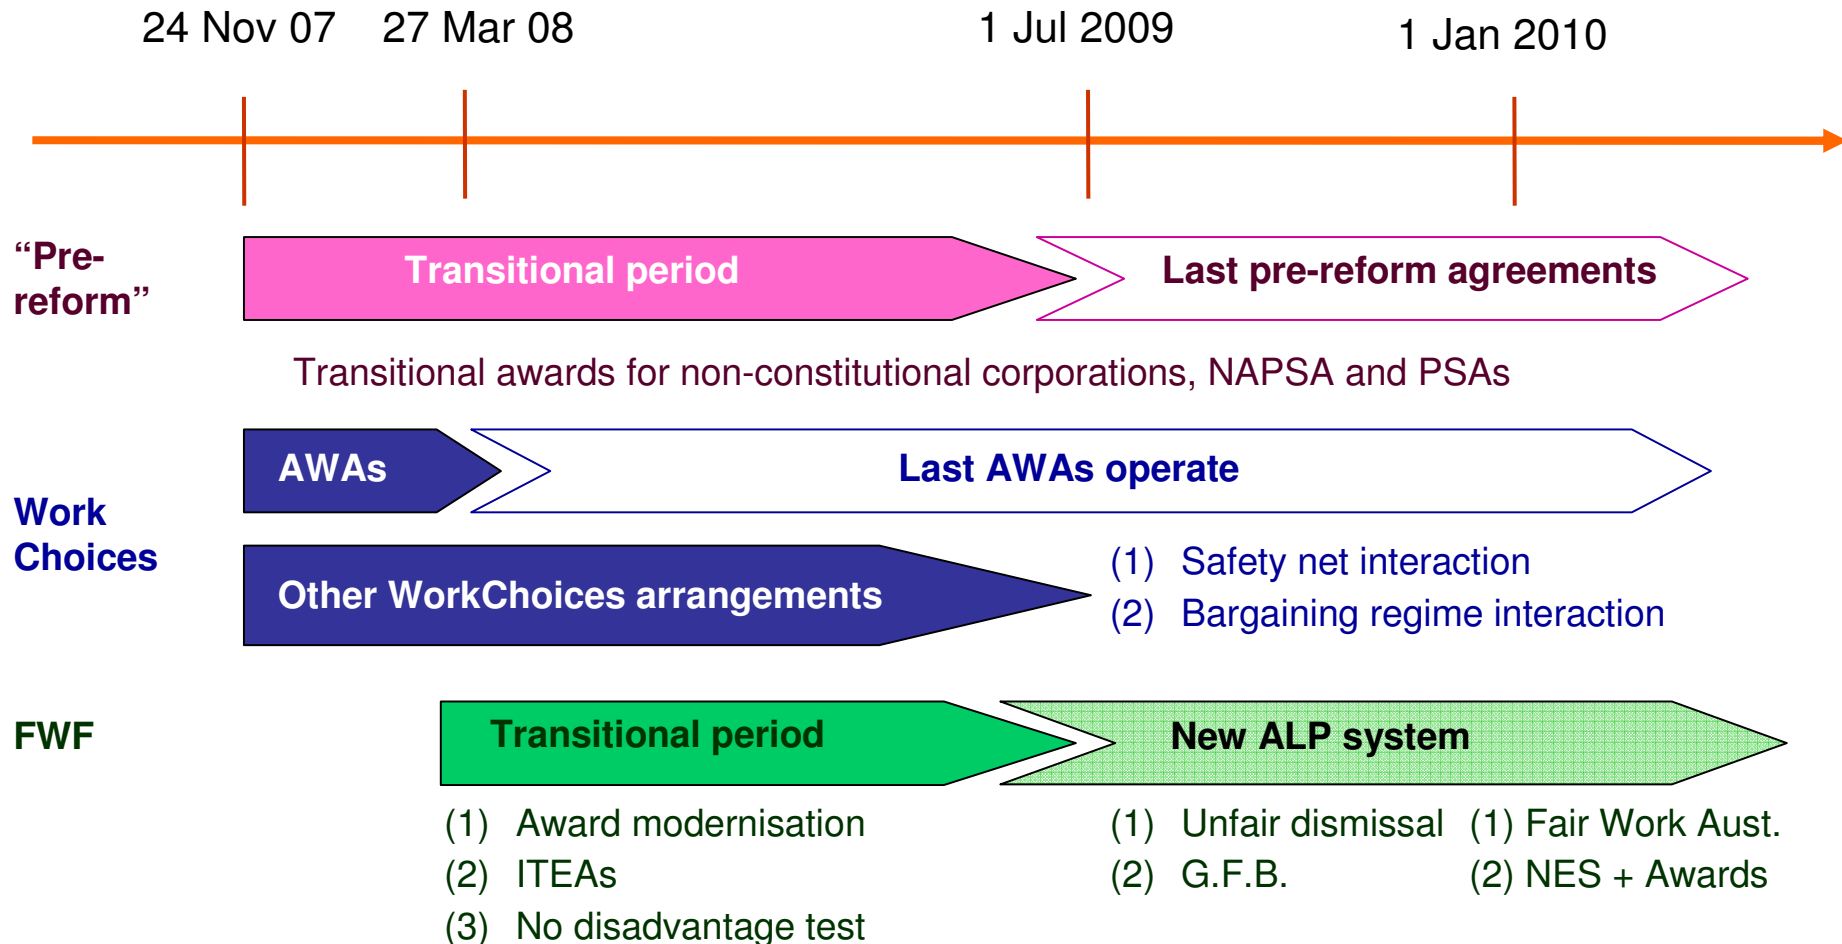 24 Nov 07 27 Mar 08 1 Jul 2009 1 Jan 2010
“Pre-
reform”
Transitional period
Last pre-reform agreements
Transitional awards for non-constitutional corporations, NAPSA and PSAs
Work
Choices
AWAs
Last AWAs operate
Other WorkChoices arrangements
(1) Safety net interaction
(2) Bargaining regime interaction
FWF
Transitional period
New ALP system
(1) Award modernisation
(2) ITEAs
(3) No disadvantage test
(1) Unfair dismissal
(2) G.F.B.
(1) Fair Work Aust.
(2) NES + Awards